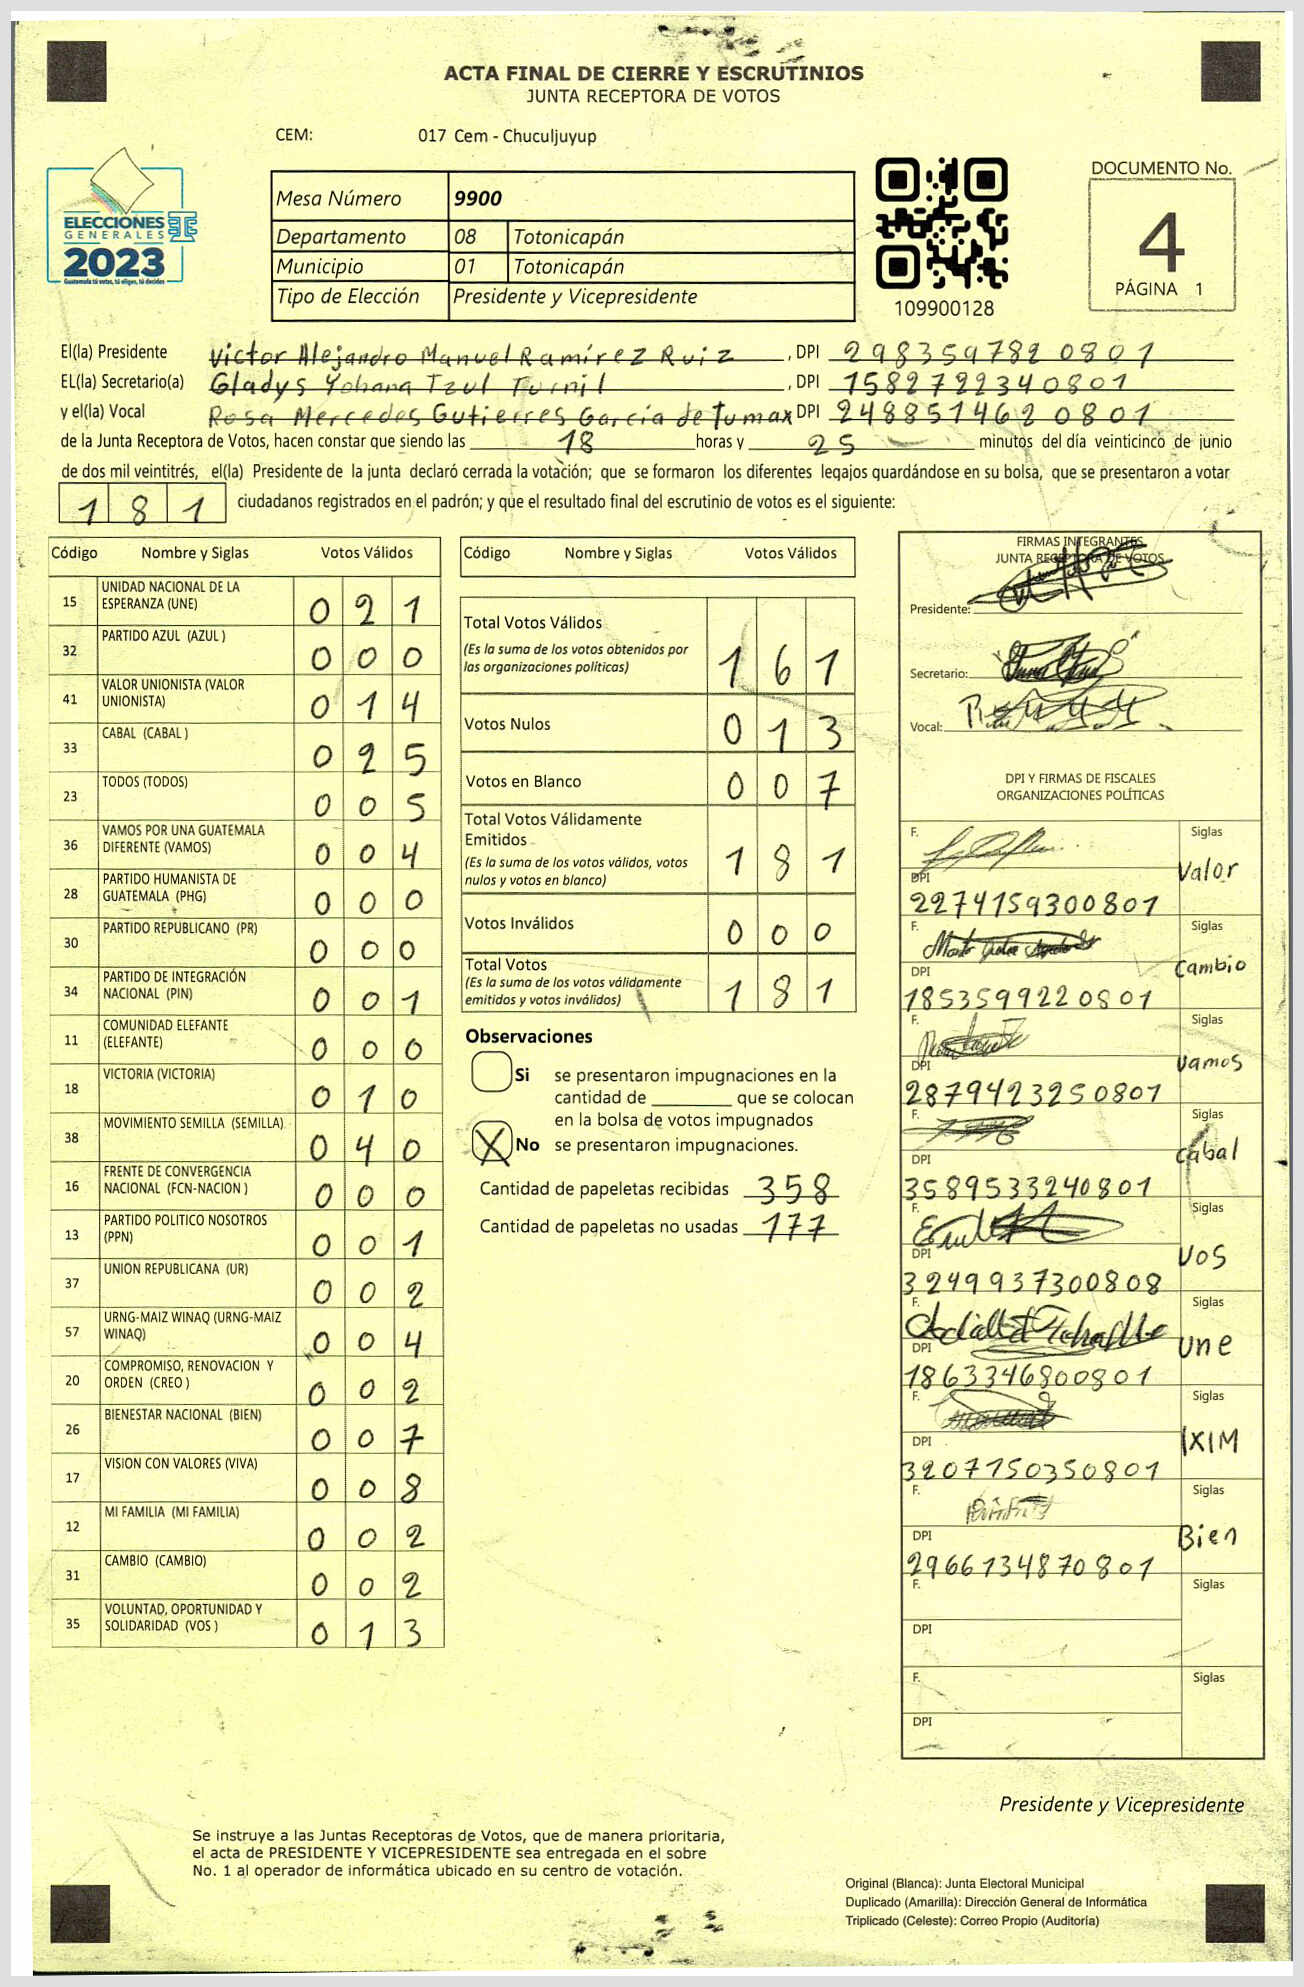 ACTA FINAL DE CIERRE Y ESCRUTINIOS
JUNTA RECEPTORA DE VOTOS
CEM: 017 Cem - Chuculjuyup
ELECCIONES
GENERALES
2023
Guatemala tú votas, tú eliges, tú decides
Mesa Número 9900
Departamento 08 Totonicapán
Municipio 01 Totonicapán
Tipo de Elección Presidente y Vicepresidente
109900128
DOCUMENTO No.
4
PÁGINA 1
El(la) Presidente Victor Alejandro Manuel Ramírez Ruiz, DPI 298359782 0801
EL(la) Secretario(a) Gladys Yohana Tzul Turnil, DPI 1582722340801
y el(la) Vocal Rosa Mercedes Gutierres García de Tumax DPI 248851462 0801
de la Junta Receptora de Votos, hacen constar que siendo las 18 horas y 25 minutos del día veinticinco de junio
de dos mil veintitrés, el(la) Presidente de la junta declaró cerrada la votación; que se formaron los diferentes legajos guardándose en su bolsa, que se presentaron a votar
181 ciudadanos registrados en el padrón; y que el resultado final del escrutinio de votos es el siguiente:
Código Nombre y Siglas Votos Válidos
15 UNIDAD NACIONAL DE LA ESPERANZA (UNE) 021
32 PARTIDO AZUL (AZUL ) 000
41 VALOR UNIONISTA (VALOR UNIONISTA) 014
33 CABAL (CABAL ) 025
23 TODOS (TODOS) 005
36 VAMOS POR UNA GUATEMALA DIFERENTE (VAMOS) 004
28 PARTIDO HUMANISTA DE GUATEMALA (PHG) 000
30 PARTIDO REPUBLICANO (PR) 000
34 PARTIDO DE INTEGRACIÓN NACIONAL (PIN) 001
11 COMUNIDAD ELEFANTE (ELEFANTE) 000
18 VICTORIA (VICTORIA) 010
38 MOVIMIENTO SEMILLA (SEMILLA) 040
16 FRENTE DE CONVERGENCIA NACIONAL (FCN-NACION ) 000
13 PARTIDO POLITICO NOSOTROS (PPN) 001
37 UNION REPUBLICANA (UR) 002
57 URNG-MAIZ WINAQ (URNG-MAIZ WINAQ) 004
20 COMPROMISO, RENOVACION Y ORDEN (CREO ) 002
26 BIENESTAR NACIONAL (BIEN) 007
17 VISION CON VALORES (VIVA) 008
12 MI FAMILIA (MI FAMILIA) 002
31 CAMBIO (CAMBIO) 002
35 VOLUNTAD, OPORTUNIDAD Y SOLIDARIDAD (VOS ) 013
Código Nombre y Siglas Votos Válidos
Total Votos Válidos
(Es la suma de los votos obtenidos por
las organizaciones políticas) 161
Votos Nulos 013
Votos en Blanco 007
Total Votos Válidamente
Emitidos
(Es la suma de los votos válidos, votos
nulos y votos en blanco) 181
Votos Inválidos 000
Total Votos
(Es la suma de los votos válidamente
emitidos y votos inválidos) 181
Observaciones
Si se presentaron impugnaciones en la
cantidad de ________ que se colocan
en la bolsa de votos impugnados
X No se presentaron impugnaciones.
Cantidad de papeletas recibidas 358
Cantidad de papeletas no usadas 177
FIRMAS INTEGRANTES
JUNTA RECEPTORA DE VOTOS
Presidente:
Secretario:
Vocal:
DPI Y FIRMAS DE FISCALES
ORGANIZACIONES POLÍTICAS
F. Siglas
Valor
DPI
2274159300801
F. Siglas
Cambio
DPI
1853599220801
F. Siglas
Vamos
DPI
2879423250801
F. Siglas
cabal
DPI
3589533240801
F. Siglas
VOS
DPI
3249937300808
F. Siglas
une
DPI
1863346800801
F. Siglas
IXIM
DPI
3207150350801
F. Siglas
Bien
DPI
2966134870801
F. Siglas
DPI
F. Siglas
DPI
Presidente y Vicepresidente
Se instruye a las Juntas Receptoras de Votos, que de manera prioritaria,
el acta de PRESIDENTE Y VICEPRESIDENTE sea entregada en el sobre
No. 1 al operador de informática ubicado en su centro de votación.
Original (Blanca): Junta Electoral Municipal
Duplicado (Amarilla): Dirección General de Informática
Triplicado (Celeste): Correo Propio (Auditoría)